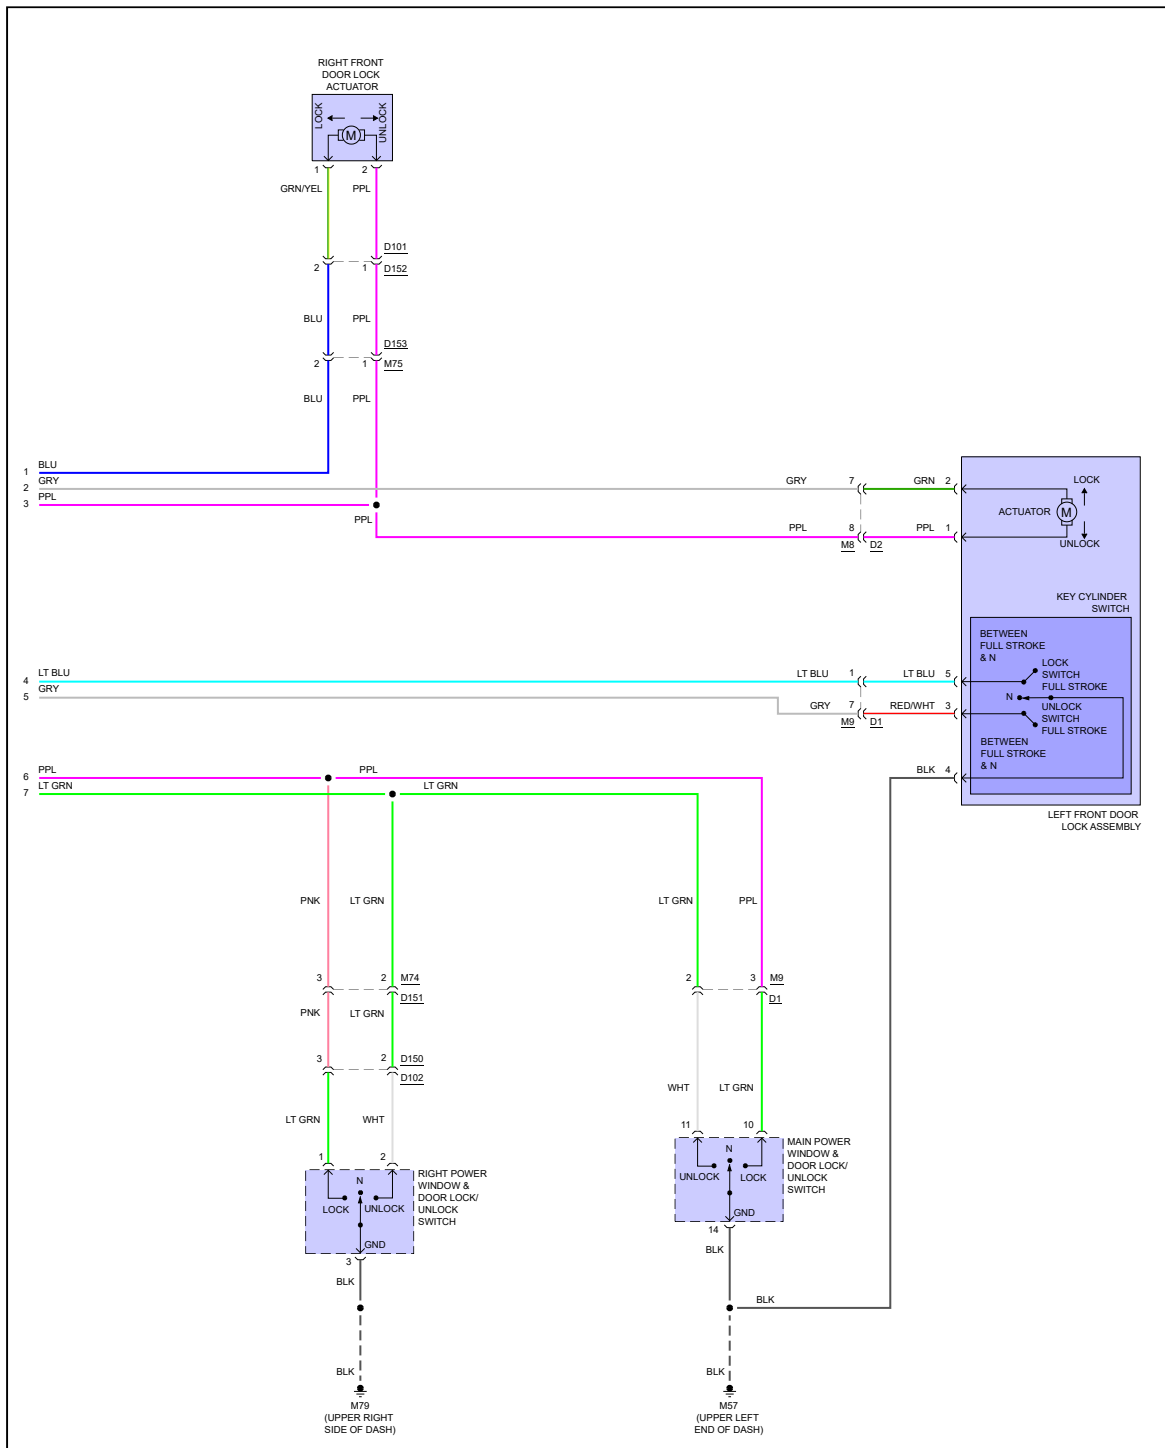 RIGHT FRONT
DOOR LOCK
ACTUATOR
LOCK
UNLOCK
M
1
2
GRN/YEL
PPL
D101
2
1
D152
BLU
PPL
D153
2
1
M75
BLU
PPL
1
BLU
2
GRY
3
PPL
PPL
GRY
7
GRN
2
PPL
8
PPL
1
M8
D2
LOCK
ACTUATOR
M
UNLOCK
KEY CYLINDER
SWITCH
BETWEEN
FULL STROKE
& N
LOCK
SWITCH
FULL STROKE
N
UNLOCK
SWITCH
FULL STROKE
BETWEEN
FULL STROKE
& N
4
LT BLU
LT BLU
1
LT BLU
5
5
GRY
GRY
7
RED/WHT
3
M9
D1
BLK
4
LEFT FRONT DOOR
LOCK ASSEMBLY
6
PPL
PPL
7
LT GRN
LT GRN
PNK
LT GRN
LT GRN
PPL
3
2
M74
D151
2
3
M9
D1
PNK
LT GRN
3
2
D150
D102
WHT
LT GRN
LT GRN
WHT
11
10
1
2
MAIN POWER
WINDOW &
DOOR LOCK/
UNLOCK
SWITCH
N
UNLOCK
LOCK
GND
14
RIGHT POWER
WINDOW &
DOOR LOCK/
UNLOCK
SWITCH
N
LOCK
UNLOCK
GND
3
BLK
BLK
BLK
BLK
BLK
M79
(UPPER RIGHT
SIDE OF DASH)
M57
(UPPER LEFT
END OF DASH)